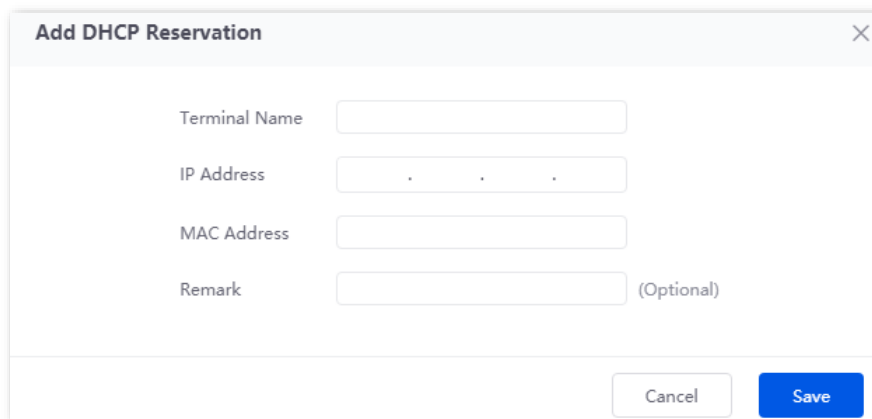 Add DHCP Reservation
Terminal Name
IP Address . . .
MAC Address
Remark (Optional)
Cancel Save